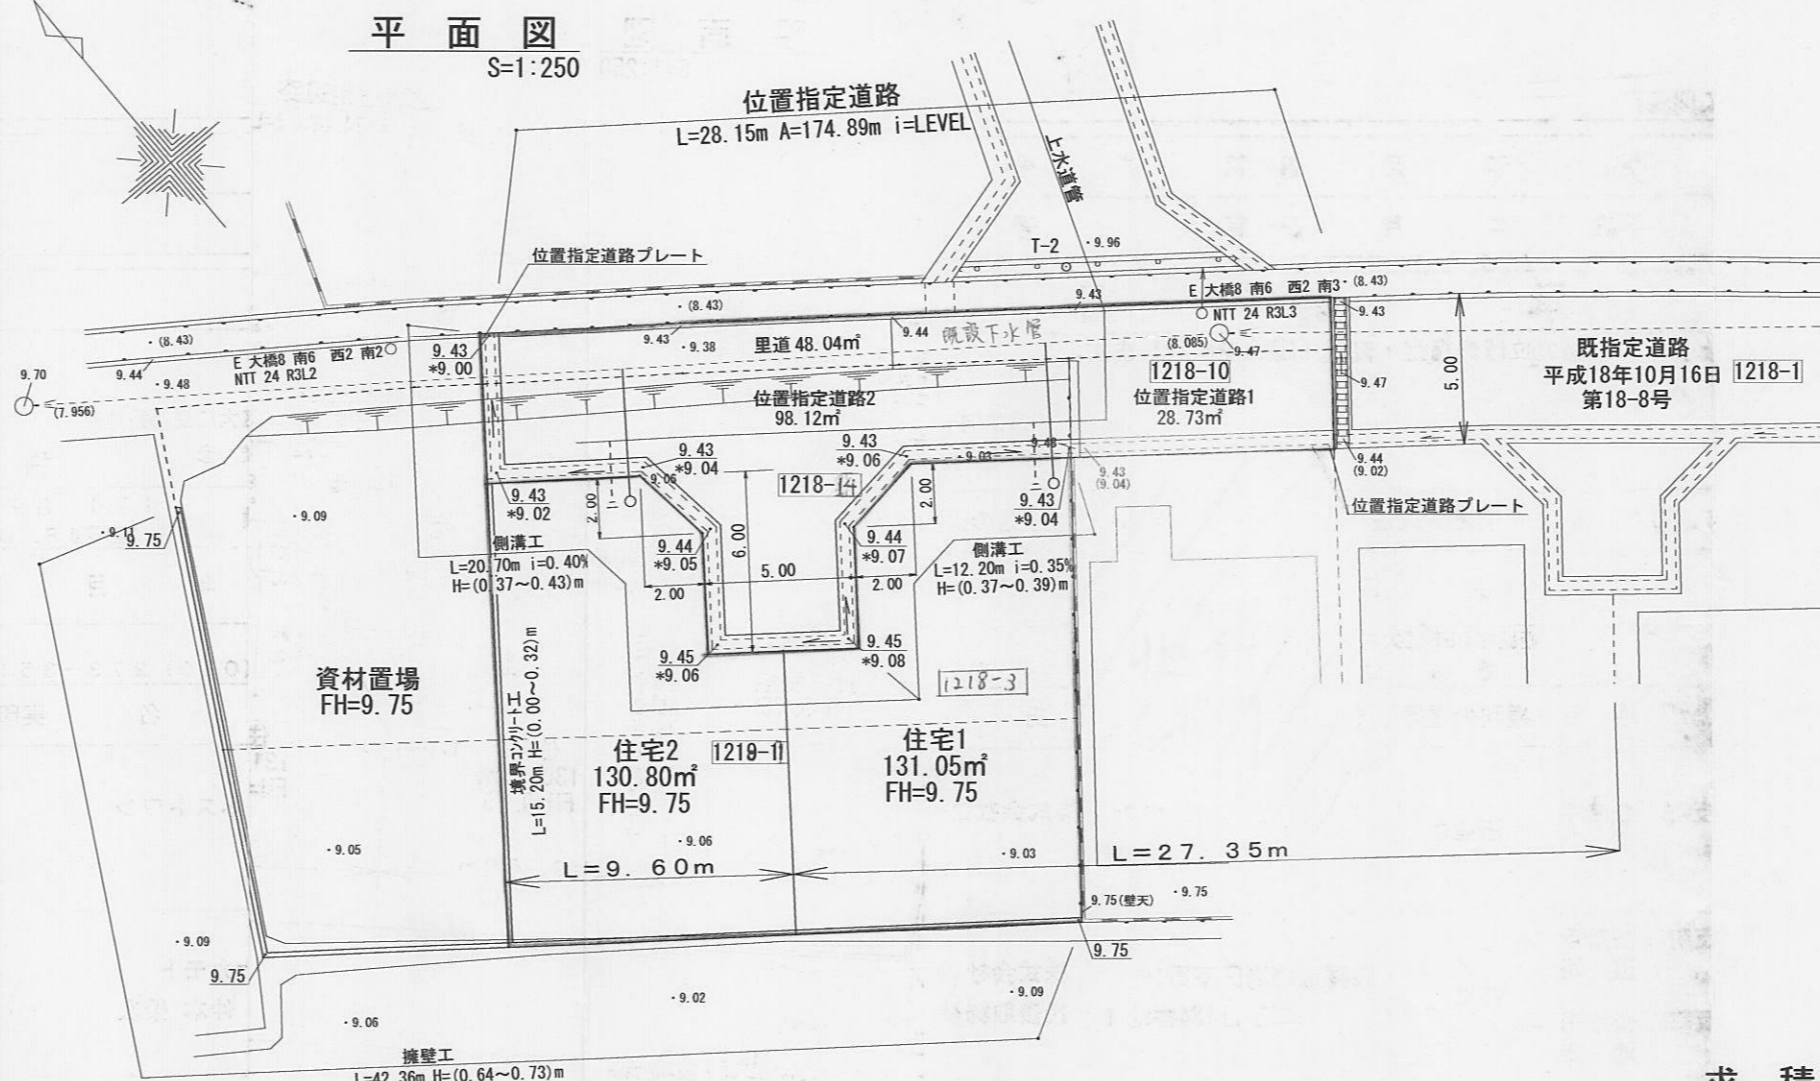 平 面 図
S=1:250
位置指定道路
L=28.15m A=174.89m i=LEVEL
上水道管
T-2
・9.96
位置指定道路プレート
・(8.43)
9.43
E 大橋8 南6 西2 南3
・(8.43)
NTT 24 R3L3
・9.43
・(8.43)
E 大橋8 南6 西2 南2
NTT 24 R3L2
9.44
・9.48
9.70
(7.956)
9.43
*9.00
9.43
・9.38
里道 48.04㎡
9.44
既設下水管
(8.085)
9.47
・9.47
5.00
既指定道路
平成18年10月16日
第18-8号
1218-1
1218-10
位置指定道路1
28.73㎡
位置指定道路2
98.12㎡
9.43
*9.04
9.06
9.43
*9.06
9.03
9.48
9.43
(9.04)
9.44
(9.02)
位置指定道路プレート
1218-14
9.43
*9.02
2.00
6.00
2.00
9.43
*9.04
・9.09
・9.11
9.75
側溝工
L=20.70m i=0.40%
H=(0.37～0.43)m
9.44
*9.05
5.00
2.00
9.44
*9.07
2.00
側溝工
L=12.20m i=0.35%
H=(0.37～0.39)m
9.45
*9.06
9.45
*9.08
1218-3
資材置場
FH=9.75
境界コンクリート工
L=15.20m H=(0.00～0.32)m
住宅2
130.80㎡
FH=9.75
1219-11
住宅1
131.05㎡
FH=9.75
・9.05
・9.06
・9.03
L=9.60m
L=27.35m
9.75(壁天)
・9.75
・9.09
9.75
9.75
・9.02
・9.09
・9.06
擁壁工
L=42.36m H=(0.64～0.73)m
求 積